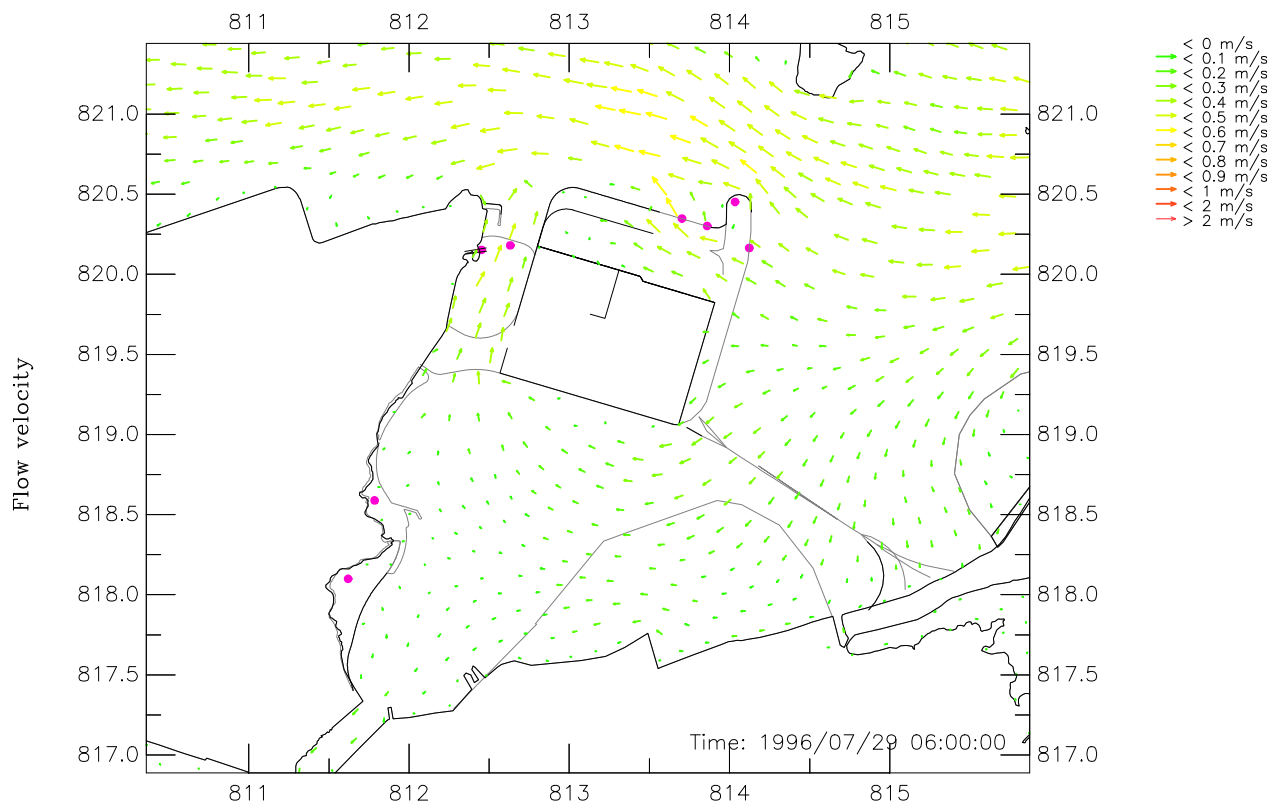 811 812 813 814 815
< 0 m/s
< 0.1 m/s
< 0.2 m/s
< 0.3 m/s
< 0.4 m/s
< 0.5 m/s
< 0.6 m/s
< 0.7 m/s
< 0.8 m/s
< 0.9 m/s
< 1 m/s
< 2 m/s
> 2 m/s
821.0 821.0
820.5 820.5
820.0 820.0
819.5 819.5
819.0 819.0
818.5 818.5
818.0 818.0
817.5 817.5
817.0 817.0
Flow velocity
Time: 1996/07/29 06:00:00
811 812 813 814 815